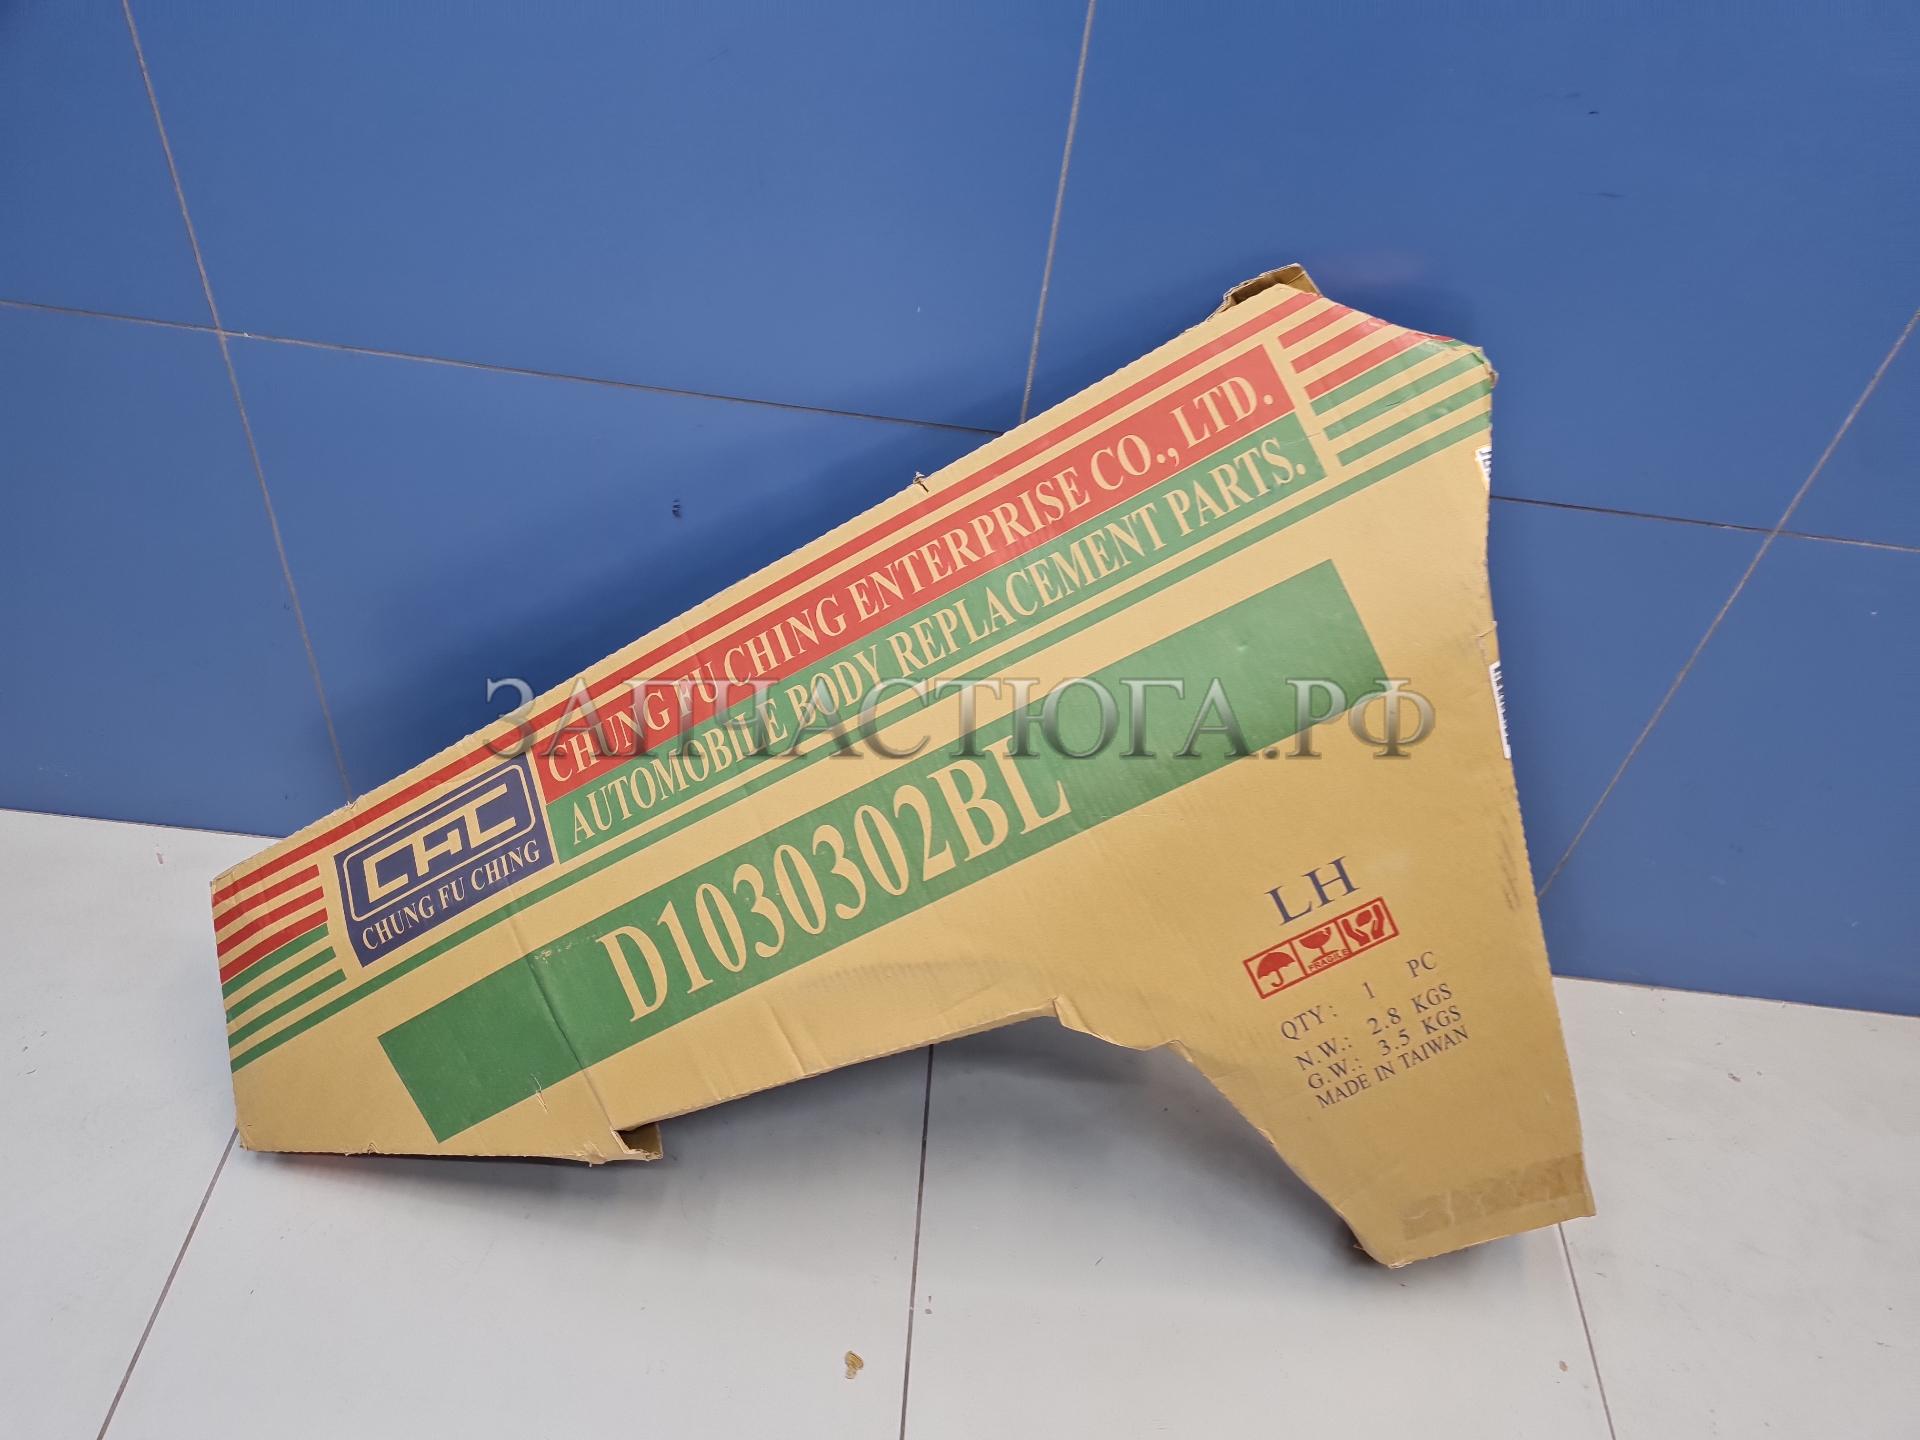 CHUNG FU CHING ENTERPRISE CO., LTD.
AUTOMOBILE BODY REPLACEMENT PARTS.
CFC
CHUNG FU CHING
ЗАПЧАСТЮГА.РФ
D1030302BL
LH
FRAGILE
QTY: 1 PC
N.W.: 2.8 KGS
G.W.: 3.5 KGS
MADE IN TAIWAN